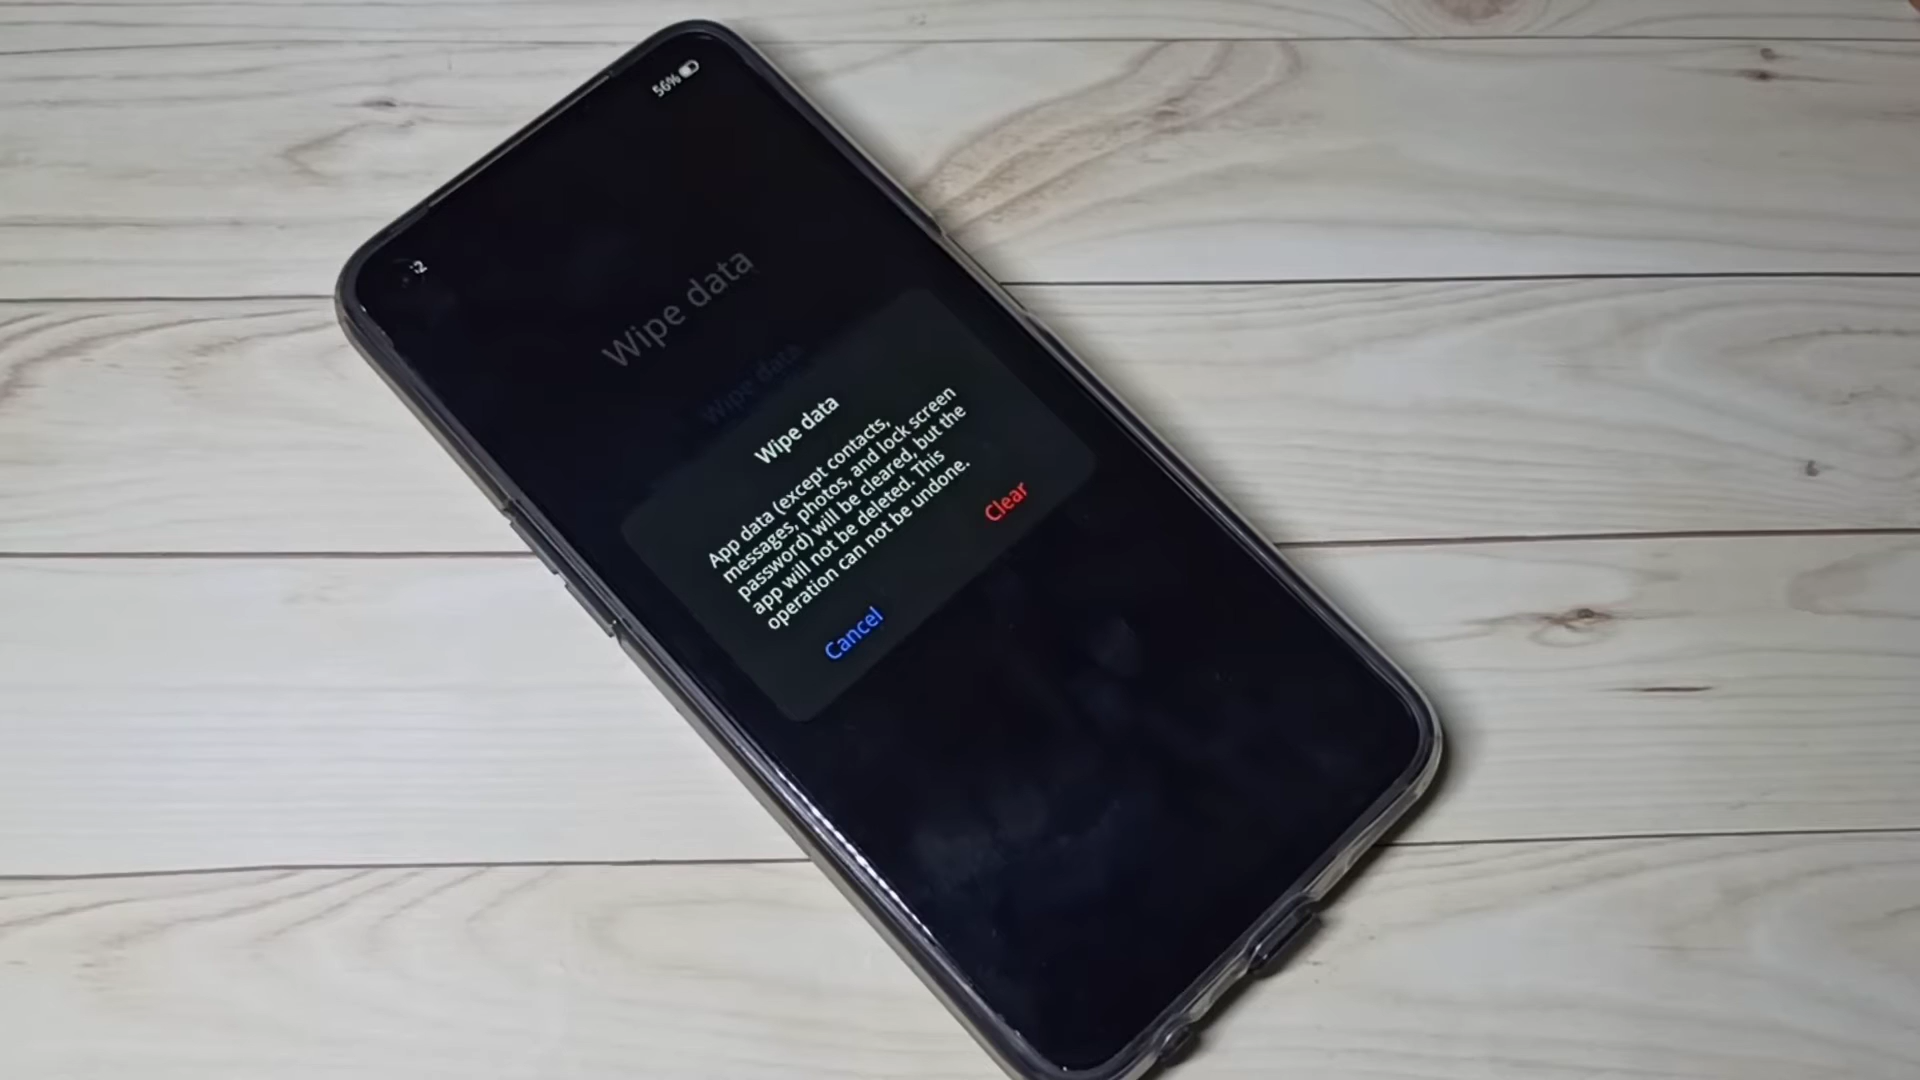 56%
:2
Wipe data
Wipe data
Wipe data
App data (except contacts,
messages, photos, and lock screen
password) will be cleared, but the
app will not be deleted. This
operation can not be undone.
Cancel
Clear